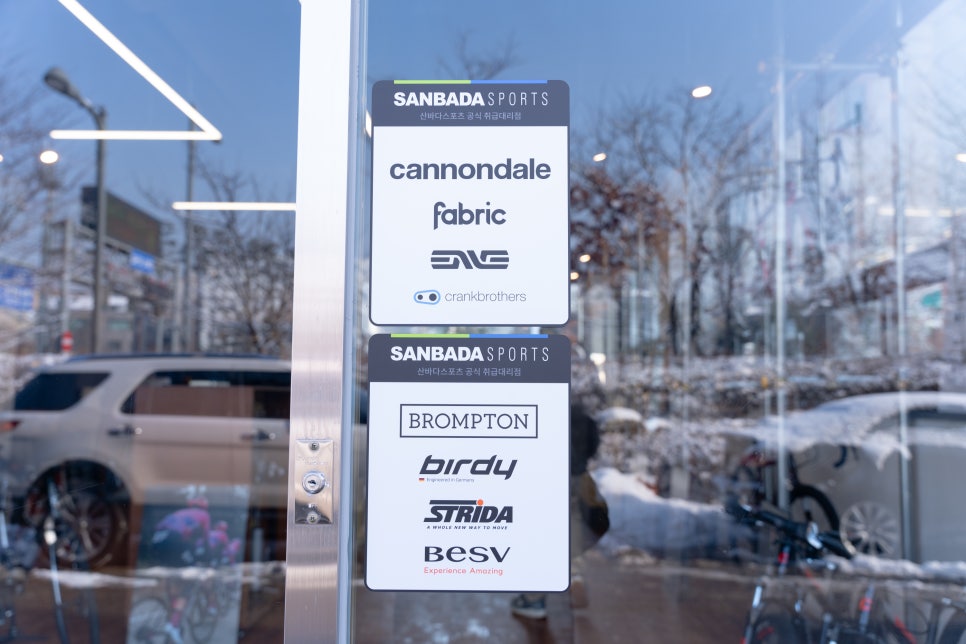 SANBADA SPORTS
산바다스포츠 공식 취급대리점
cannondale
fabric
ENVE
crankbrothers
SANBADA SPORTS
산바다스포츠 공식 취급대리점
BROMPTON
birdy
Engineered in Germany
STRIDA
A WHOLE NEW WAY TO MOVE
BESV
Experience Amazing